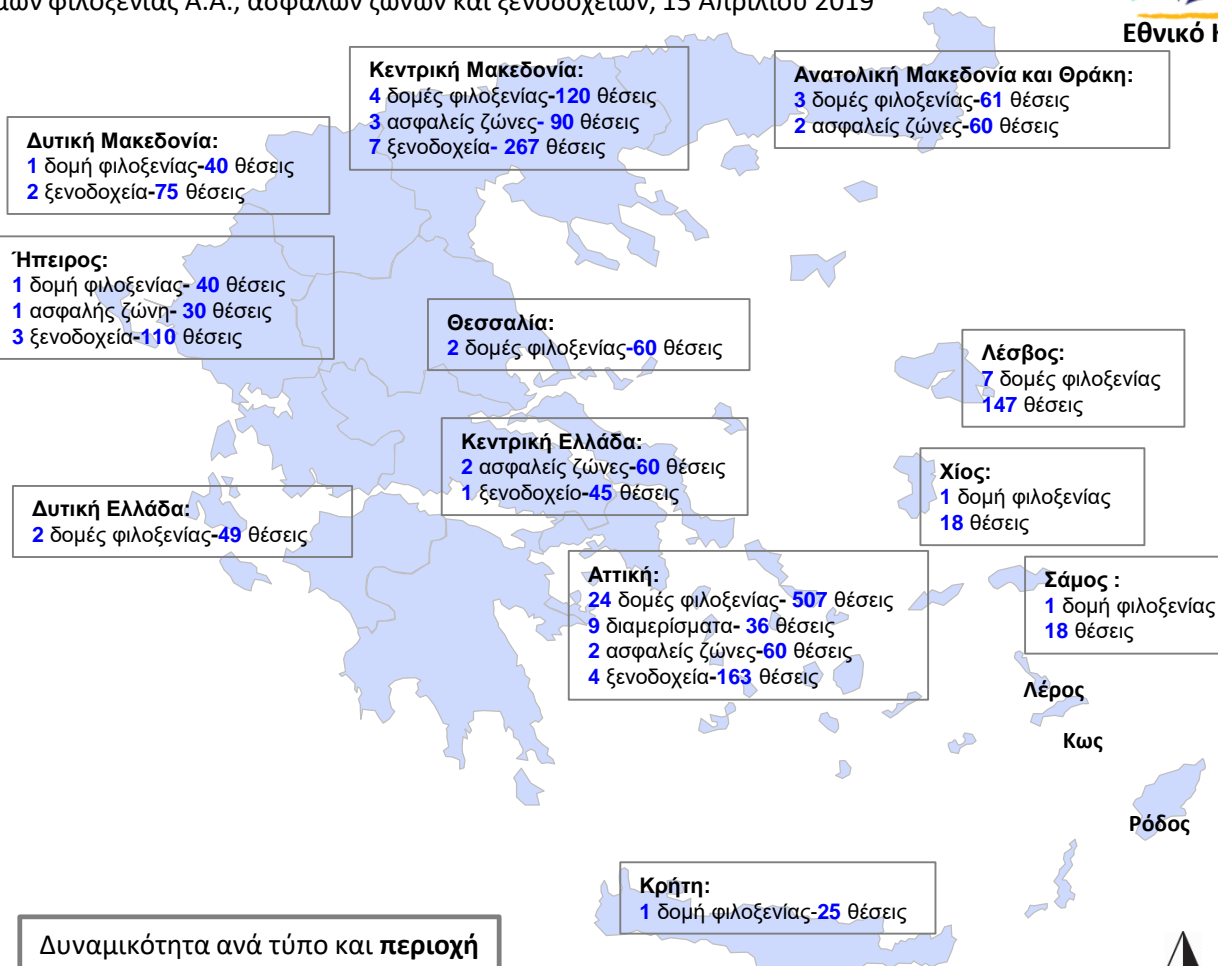 φιλοξενίας Α.Α., ασφαλών ζωνών και ξενοδοχείων, 15 Απριλίου 2019
Εθνικό
Κεντρική Μακεδονία:
4 δομές φιλοξενίας-120 θέσεις
3 ασφαλείς ζώνες- 90 θέσεις
7 ξενοδοχεία- 267 θέσεις
Ανατολική Μακεδονία και Θράκη:
3 δομές φιλοξενίας-61 θέσεις
2 ασφαλείς ζώνες-60 θέσεις
Δυτική Μακεδονία:
1 δομή φιλοξενίας-40 θέσεις
2 ξενοδοχεία-75 θέσεις
Ήπειρος:
1 δομή φιλοξενίας- 40 θέσεις
1 ασφαλής ζώνη- 30 θέσεις
3 ξενοδοχεία-110 θέσεις
Θεσσαλία:
2 δομές φιλοξενίας-60 θέσεις
Λέσβος:
7 δομές φιλοξενίας
147 θέσεις
Κεντρική Ελλάδα:
2 ασφαλείς ζώνες-60 θέσεις
1 ξενοδοχείο-45 θέσεις
Χίος:
1 δομή φιλοξενίας
18 θέσεις
Δυτική Ελλάδα:
2 δομές φιλοξενίας-49 θέσεις
Αττική:
24 δομές φιλοξενίας- 507 θέσεις
9 διαμερίσματα- 36 θέσεις
2 ασφαλείς ζώνες-60 θέσεις
4 ξενοδοχεία-163 θέσεις
Σάμος :
1 δομή φιλοξενίας
18 θέσεις
Λέρος
Κως
Ρόδος
Κρήτη:
1 δομή φιλοξενίας-25 θέσεις
Δυναμικότητα ανά τύπο και περιοχή